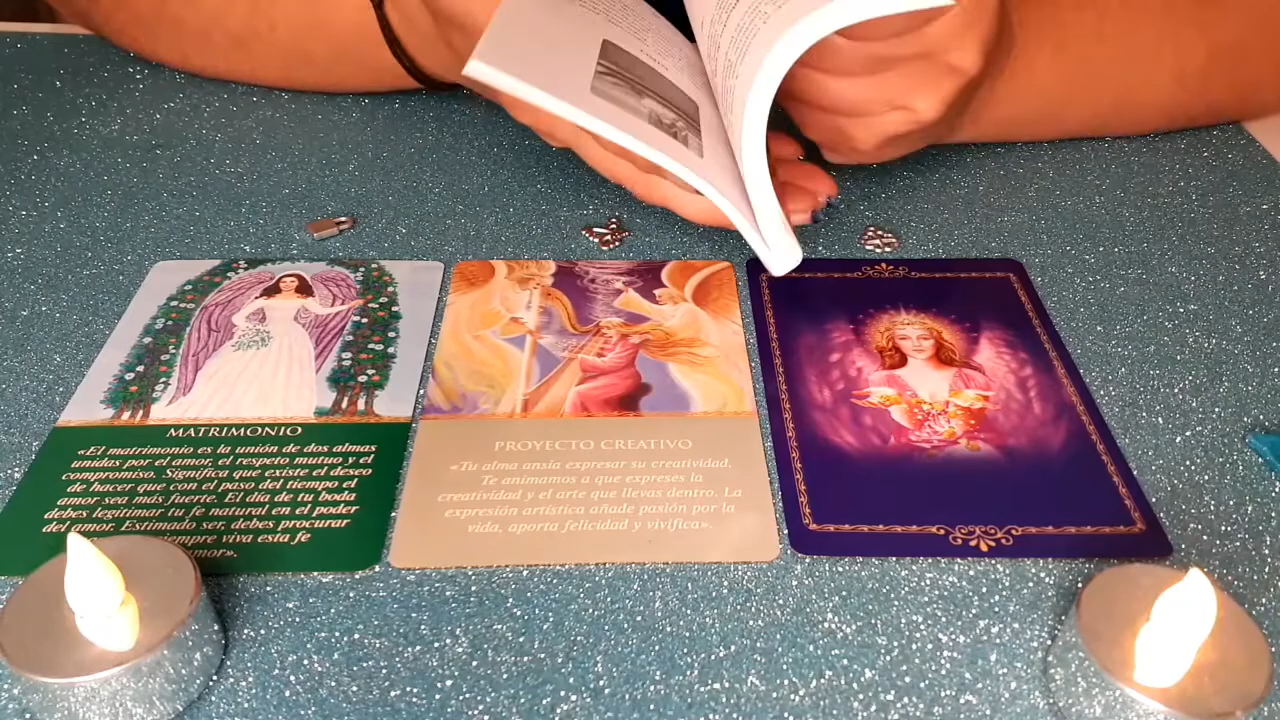 MATRIMONIO
«El matrimonio es la unión de dos almas
unidas por el amor, el respeto mutuo y el
compromiso. Significa que existe el deseo
de hacer que con el paso del tiempo el
amor sea más fuerte. El día de tu boda
debes legitimar tu fe natural en el poder
del amor. Estimado ser, debes procurar
siempre viva esta fe
amor».
PROYECTO CREATIVO
«Tu alma ansía expresar su creatividad.
Te animamos a que expreses la
creatividad y el arte que llevas dentro. La
expresión artística añade pasión por la
vida, aporta felicidad y vivifica».